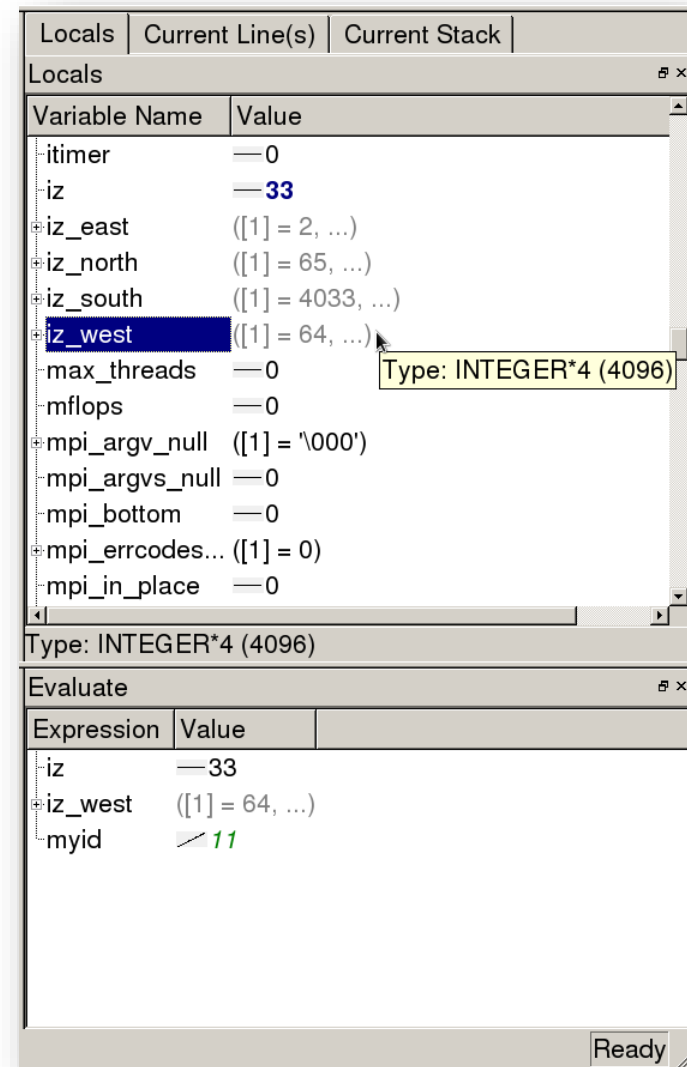 Locals Current Line(s) Current Stack
Locals
Variable Name Value
itimer 0
iz 33
iz_east ([1] = 2, ...)
iz_north ([1] = 65, ...)
iz_south ([1] = 4033, ...)
iz_west ([1] = 64, ...)
max_threads 0
Type: INTEGER*4 (4096)
mflops 0
mpi_argv_null ([1] = '\000')
mpi_argvs_null 0
mpi_bottom 0
mpi_errcodes... ([1] = 0)
mpi_in_place 0
Type: INTEGER*4 (4096)
Evaluate
Expression Value
iz 33
iz_west ([1] = 64, ...)
myid 11
Ready